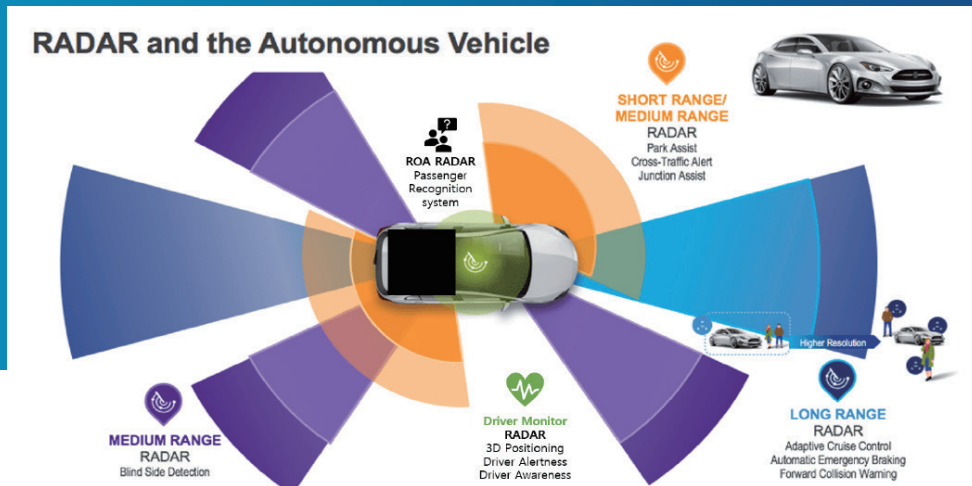 RADAR and the Autonomous Vehicle
SHORT RANGE/
MEDIUM RANGE
RADAR
Park Assist
Cross-Traffic Alert
Junction Assist
?
ROA RADAR
Passenger
Recognition
system
Higher Resolution
MEDIUM RANGE
RADAR
Blind Side Detection
Driver Monitor
RADAR
3D Positioning
Driver Alertness
Driver Awareness
LONG RANGE
RADAR
Adaptive Cruise Control
Automatic Emergency Braking
Forward Collision Warning